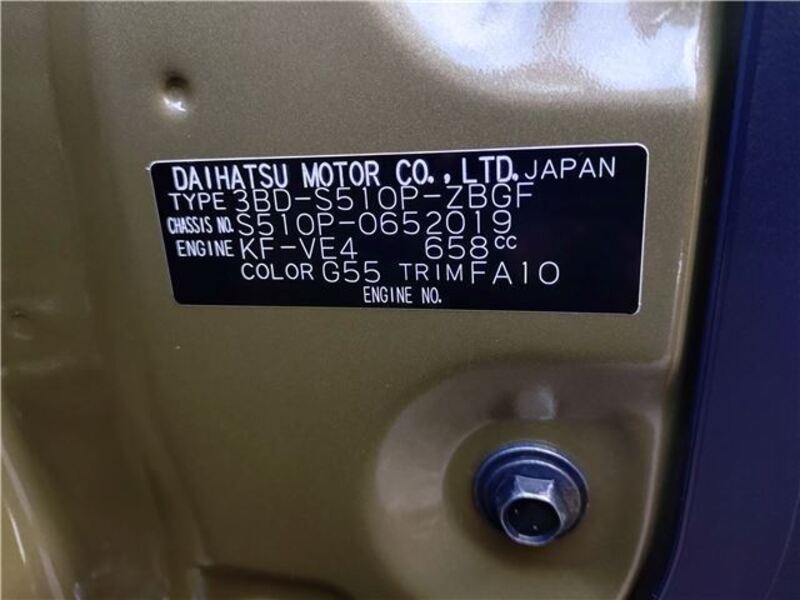 DAIHATSU MOTOR CO., LTD. JAPAN
TYPE 3BD-S510P-ZBGF
CHASSIS NO. S510P-0652019
ENGINE KF-VE4 658cc
COLOR G55 TRIM FA10
ENGINE NO.